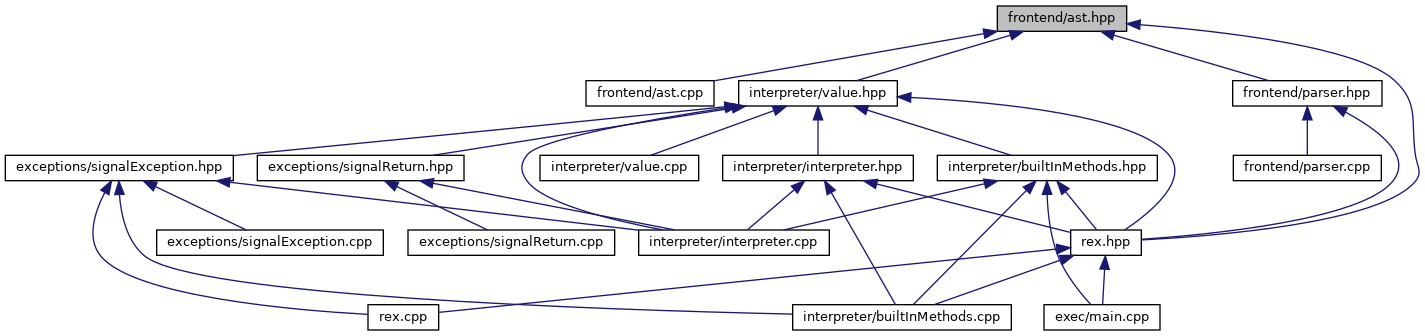 frontend/ast.hpp
frontend/ast.cpp
interpreter/value.hpp
frontend/parser.hpp
exceptions/signalException.hpp
exceptions/signalReturn.hpp
interpreter/value.cpp
interpreter/interpreter.hpp
interpreter/builtInMethods.hpp
frontend/parser.cpp
exceptions/signalException.cpp
exceptions/signalReturn.cpp
interpreter/interpreter.cpp
rex.hpp
rex.cpp
interpreter/builtInMethods.cpp
exec/main.cpp